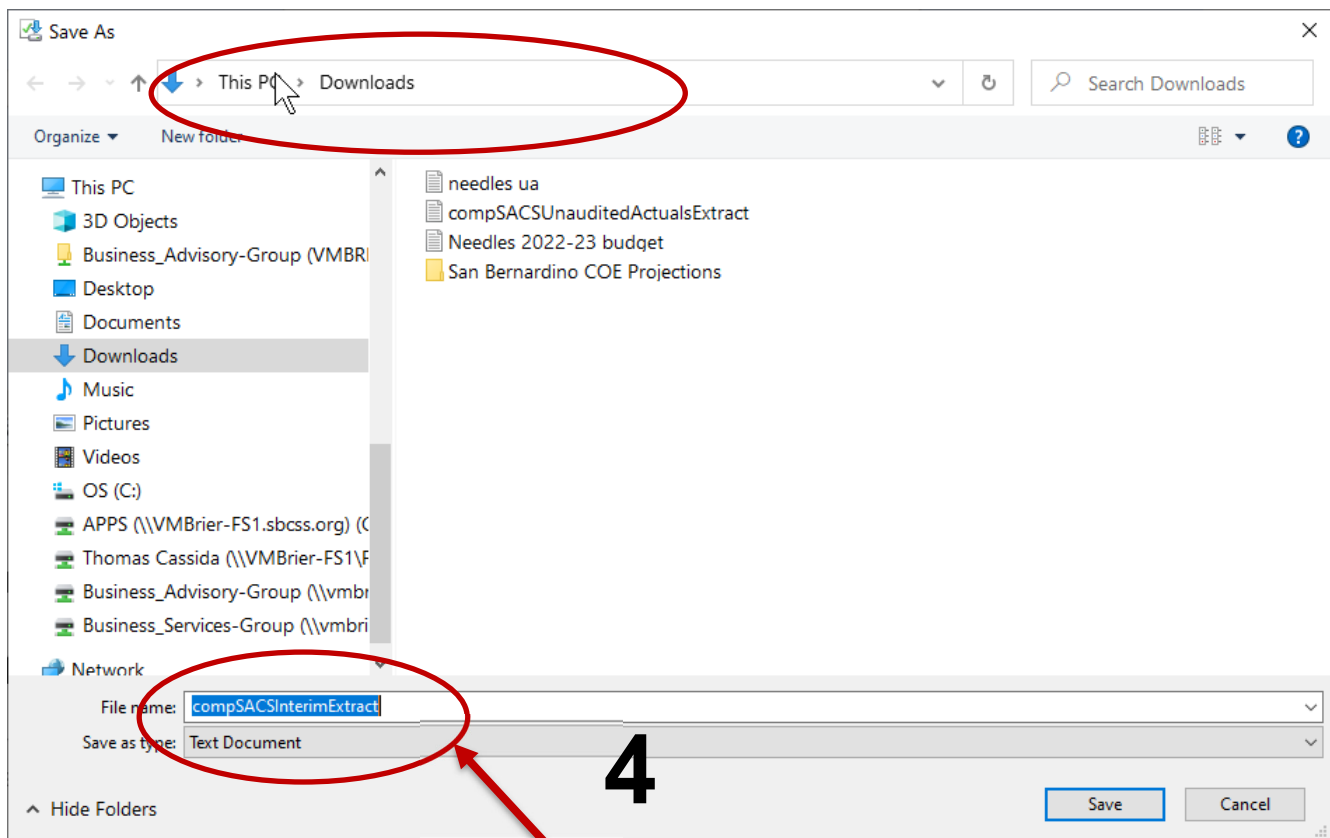 Save As
This PC > Downloads
Search Downloads
Organize
New folder
This PC
3D Objects
Business_Advisory-Group (VMBRI
Desktop
Documents
Downloads
Music
Pictures
Videos
OS (C:)
APPS (\\VMBrier-FS1.sbcss.org) (
Thomas Cassida (\\VMBrier-FS1\F
Business_Advisory-Group (\\vmbr
Business_Services-Group (\\vmbri
Network
needles ua
compSACSUnauditedActualsExtract
Needles 2022-23 budget
San Bernardino COE Projections
File name: compSACSInterimExtract
Save as type: Text Document
4
Hide Folders
Save
Cancel